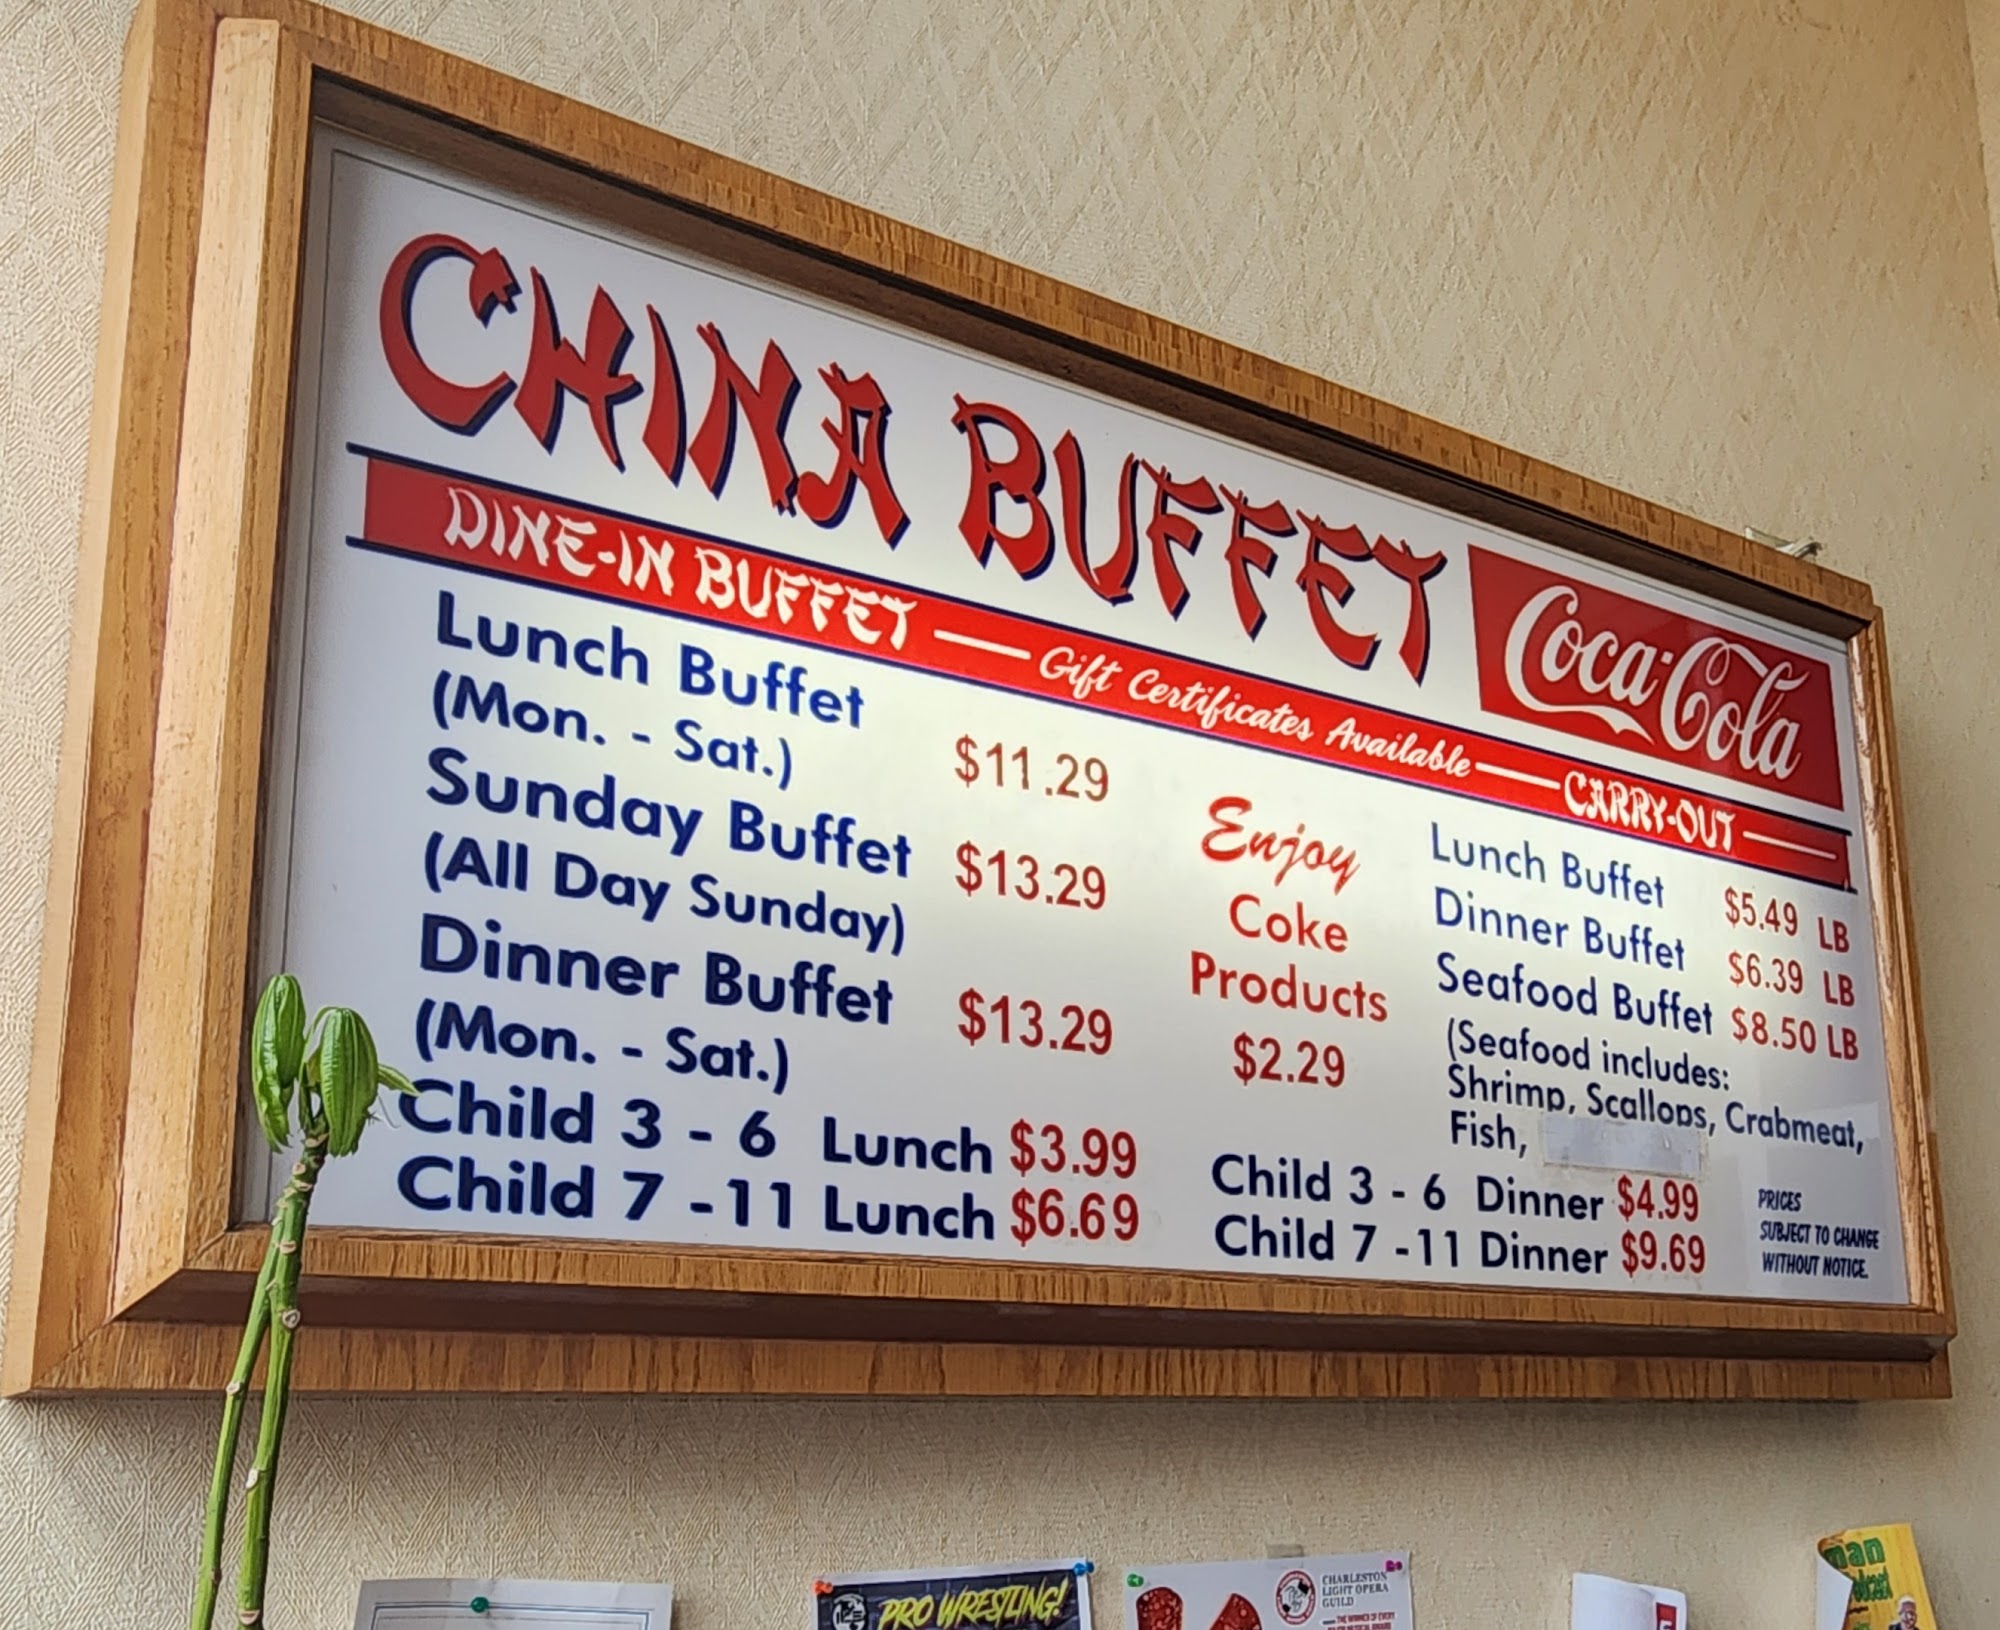 CHINA BUFFET
Coca-Cola
DINE-IN BUFFET — Gift Certificates Available — CARRY-OUT —
Lunch Buffet
(Mon. - Sat.) $11.29
Sunday Buffet
(All Day Sunday) $13.29
Dinner Buffet
(Mon. - Sat.) $13.29
Child 3 - 6 Lunch $3.99
Child 7 - 11 Lunch $6.69
Enjoy
Coke
Products
$2.29
Lunch Buffet $5.49 LB
Dinner Buffet $6.39 LB
Seafood Buffet $8.50 LB
(Seafood includes:
Shrimp, Scallops, Crabmeat,
Fish,
Child 3 - 6 Dinner $4.99
Child 7 - 11 Dinner $9.69
PRICES
SUBJECT TO CHANGE
WITHOUT NOTICE.
PRO WRESTLING!
CHARLESTON
LIGHT OPERA
GUILD
THE WINNER OF EVERY